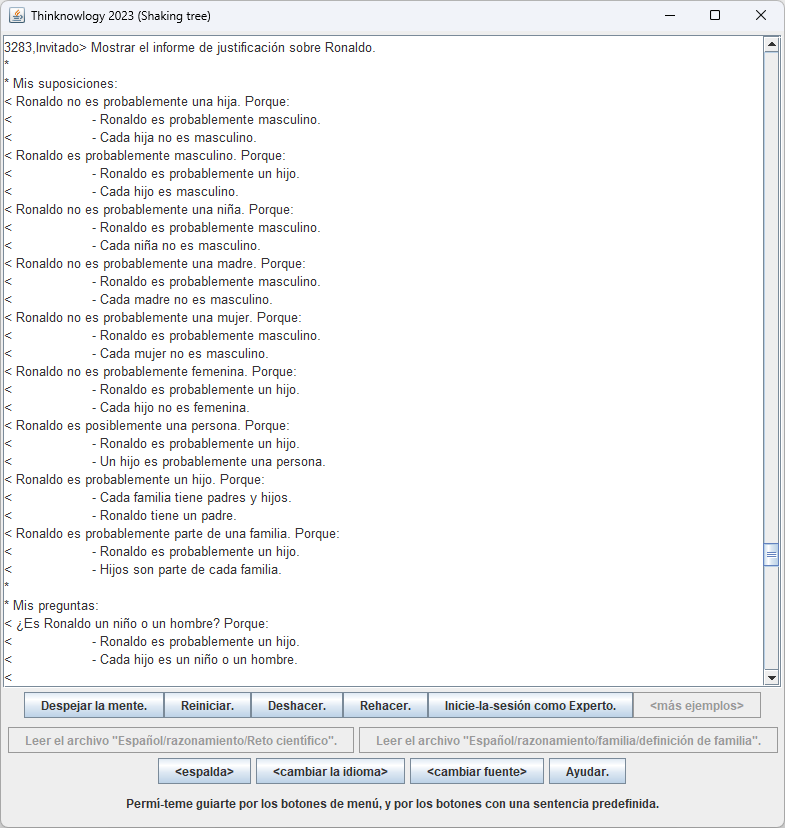 Thinknowlogy 2023 (Shaking tree)
3283,Invitado> Mostrar el informe de justificación sobre Ronaldo.
*
* Mis suposiciones:
< Ronaldo no es probablemente una hija. Porque:
< - Ronaldo es probablemente masculino.
< - Cada hija no es masculino.
< Ronaldo es probablemente masculino. Porque:
< - Ronaldo es probablemente un hijo.
< - Cada hijo es masculino.
< Ronaldo no es probablemente una niña. Porque:
< - Ronaldo es probablemente masculino.
< - Cada niña no es masculino.
< Ronaldo no es probablemente una madre. Porque:
< - Ronaldo es probablemente masculino.
< - Cada madre no es masculino.
< Ronaldo no es probablemente una mujer. Porque:
< - Ronaldo es probablemente masculino.
< - Cada mujer no es masculino.
< Ronaldo no es probablemente femenina. Porque:
< - Ronaldo es probablemente un hijo.
< - Cada hijo no es femenina.
< Ronaldo es posiblemente una persona. Porque:
< - Ronaldo es probablemente un hijo.
< - Un hijo es probablemente una persona.
< Ronaldo es probablemente un hijo. Porque:
< - Cada familia tiene padres y hijos.
< - Ronaldo tiene un padre.
< Ronaldo es probablemente parte de una familia. Porque:
< - Ronaldo es probablemente un hijo.
< - Hijos son parte de cada familia.
*
* Mis preguntas:
< ¿Es Ronaldo un niño o un hombre? Porque:
< - Ronaldo es probablemente un hijo.
< - Cada hijo es un niño o un hombre.
<
Despejar la mente. Reiniciar. Deshacer. Rehacer. Inicie-la-sesión como Experto. <más ejemplos>
Leer el archivo "Español/razonamiento/Reto científico". Leer el archivo "Español/razonamiento/familia/definición de familia".
<espalda> <cambiar la idioma> <cambiar fuente> Ayudar.
Permí-teme guiarte por los botones de menú, y por los botones con una sentencia predefinida.